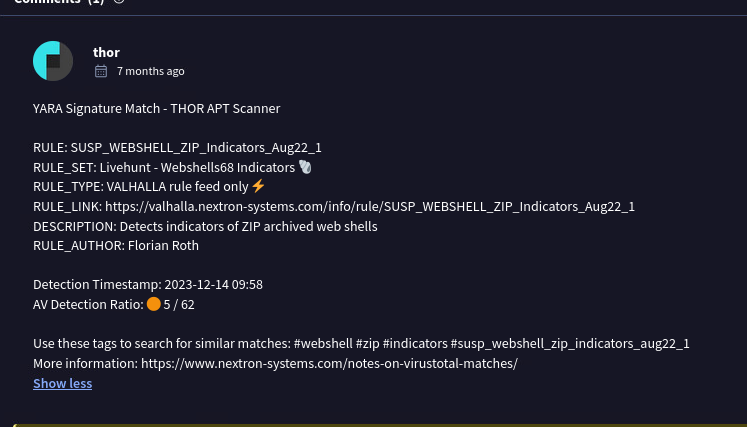 Comments (1)
thor
7 months ago
YARA Signature Match - THOR APT Scanner
RULE: SUSP_WEBSHELL_ZIP_Indicators_Aug22_1
RULE_SET: Livehunt - Webshells68 Indicators 🪨
RULE_TYPE: VALHALLA rule feed only ⚡
RULE_LINK: https://valhalla.nextron-systems.com/info/rule/SUSP_WEBSHELL_ZIP_Indicators_Aug22_1
DESCRIPTION: Detects indicators of ZIP archived web shells
RULE_AUTHOR: Florian Roth
Detection Timestamp: 2023-12-14 09:58
AV Detection Ratio: 🟠 5 / 62
Use these tags to search for similar matches: #webshell #zip #indicators #susp_webshell_zip_indicators_aug22_1
More information: https://www.nextron-systems.com/notes-on-virustotal-matches/
Show less